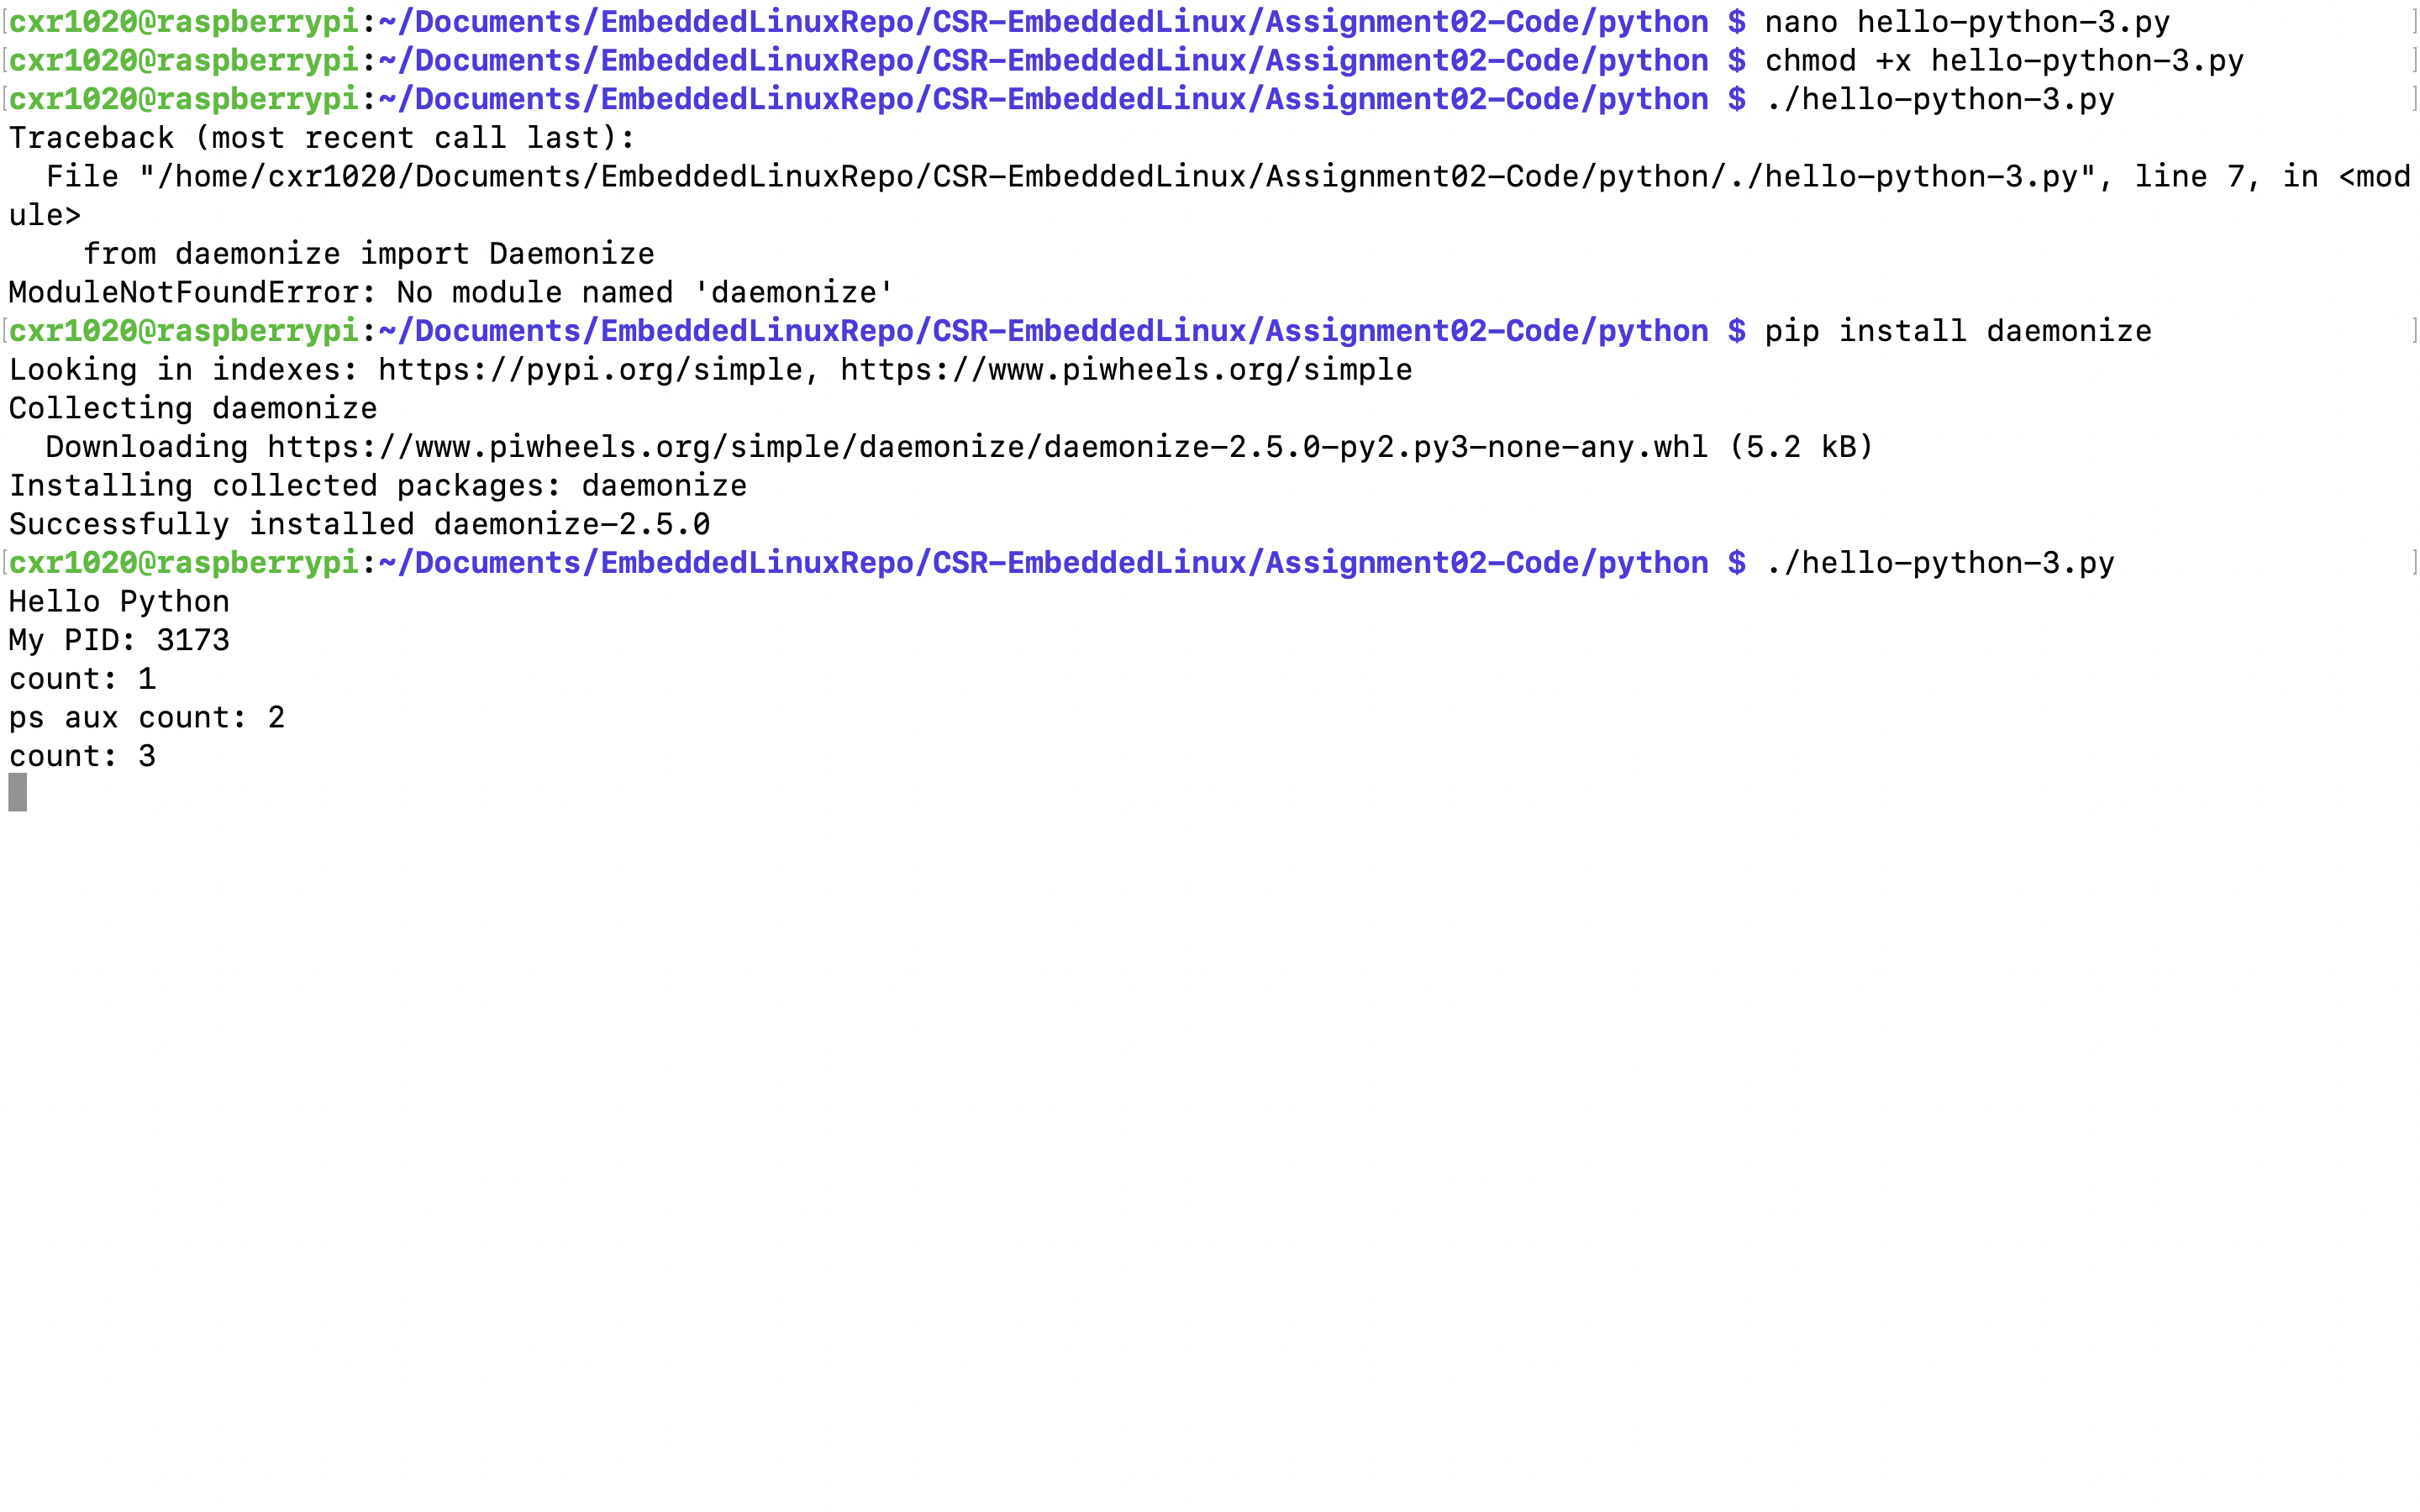 [cxr1020@raspberrypi:~/Documents/EmbeddedLinuxRepo/CSR-EmbeddedLinux/Assignment02-Code/python $ nano hello-python-3.py ]
[cxr1020@raspberrypi:~/Documents/EmbeddedLinuxRepo/CSR-EmbeddedLinux/Assignment02-Code/python $ chmod +x hello-python-3.py ]
[cxr1020@raspberrypi:~/Documents/EmbeddedLinuxRepo/CSR-EmbeddedLinux/Assignment02-Code/python $ ./hello-python-3.py ]
Traceback (most recent call last):
  File "/home/cxr1020/Documents/EmbeddedLinuxRepo/CSR-EmbeddedLinux/Assignment02-Code/python/./hello-python-3.py", line 7, in <mod
ule>
    from daemonize import Daemonize
ModuleNotFoundError: No module named 'daemonize'
[cxr1020@raspberrypi:~/Documents/EmbeddedLinuxRepo/CSR-EmbeddedLinux/Assignment02-Code/python $ pip install daemonize ]
Looking in indexes: https://pypi.org/simple, https://www.piwheels.org/simple
Collecting daemonize
  Downloading https://www.piwheels.org/simple/daemonize/daemonize-2.5.0-py2.py3-none-any.whl (5.2 kB)
Installing collected packages: daemonize
Successfully installed daemonize-2.5.0
[cxr1020@raspberrypi:~/Documents/EmbeddedLinuxRepo/CSR-EmbeddedLinux/Assignment02-Code/python $ ./hello-python-3.py ]
Hello Python
My PID: 3173
count: 1
ps aux count: 2
count: 3